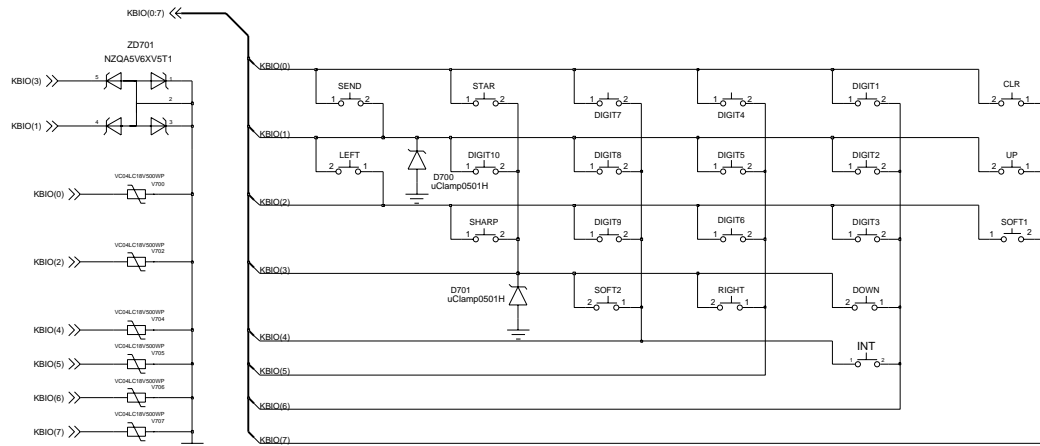 KBIO(0:7)
ZD701
NZQA5V6XV5T1
KBIO(3)
5
1
2
KBIO(1)
4
3
VC04LC18V500WP
V700
KBIO(0)
VC04LC18V500WP
V702
KBIO(2)
VC04LC18V500WP
V704
KBIO(4)
VC04LC18V500WP
V705
KBIO(5)
VC04LC18V500WP
V706
KBIO(6)
VC04LC18V500WP
V707
KBIO(7)
KBIO(0)
SEND
1 2
STAR
1 2
1 2
DIGIT7
1 2
DIGIT4
DIGIT1
1 2
CLR
2 1
KBIO(1)
LEFT
2 1
D700
uClamp0501H
DIGIT10
1 2
DIGIT8
1 2
DIGIT5
1 2
DIGIT2
1 2
UP
2 1
KBIO(2)
SHARP
1 2
DIGIT9
1 2
DIGIT6
1 2
DIGIT3
1 2
SOFT1
1 2
KBIO(3)
D701
uClamp0501H
SOFT2
2 1
RIGHT
2 1
DOWN
2 1
KBIO(4)
INT
1 2
KBIO(5)
KBIO(6)
KBIO(7)